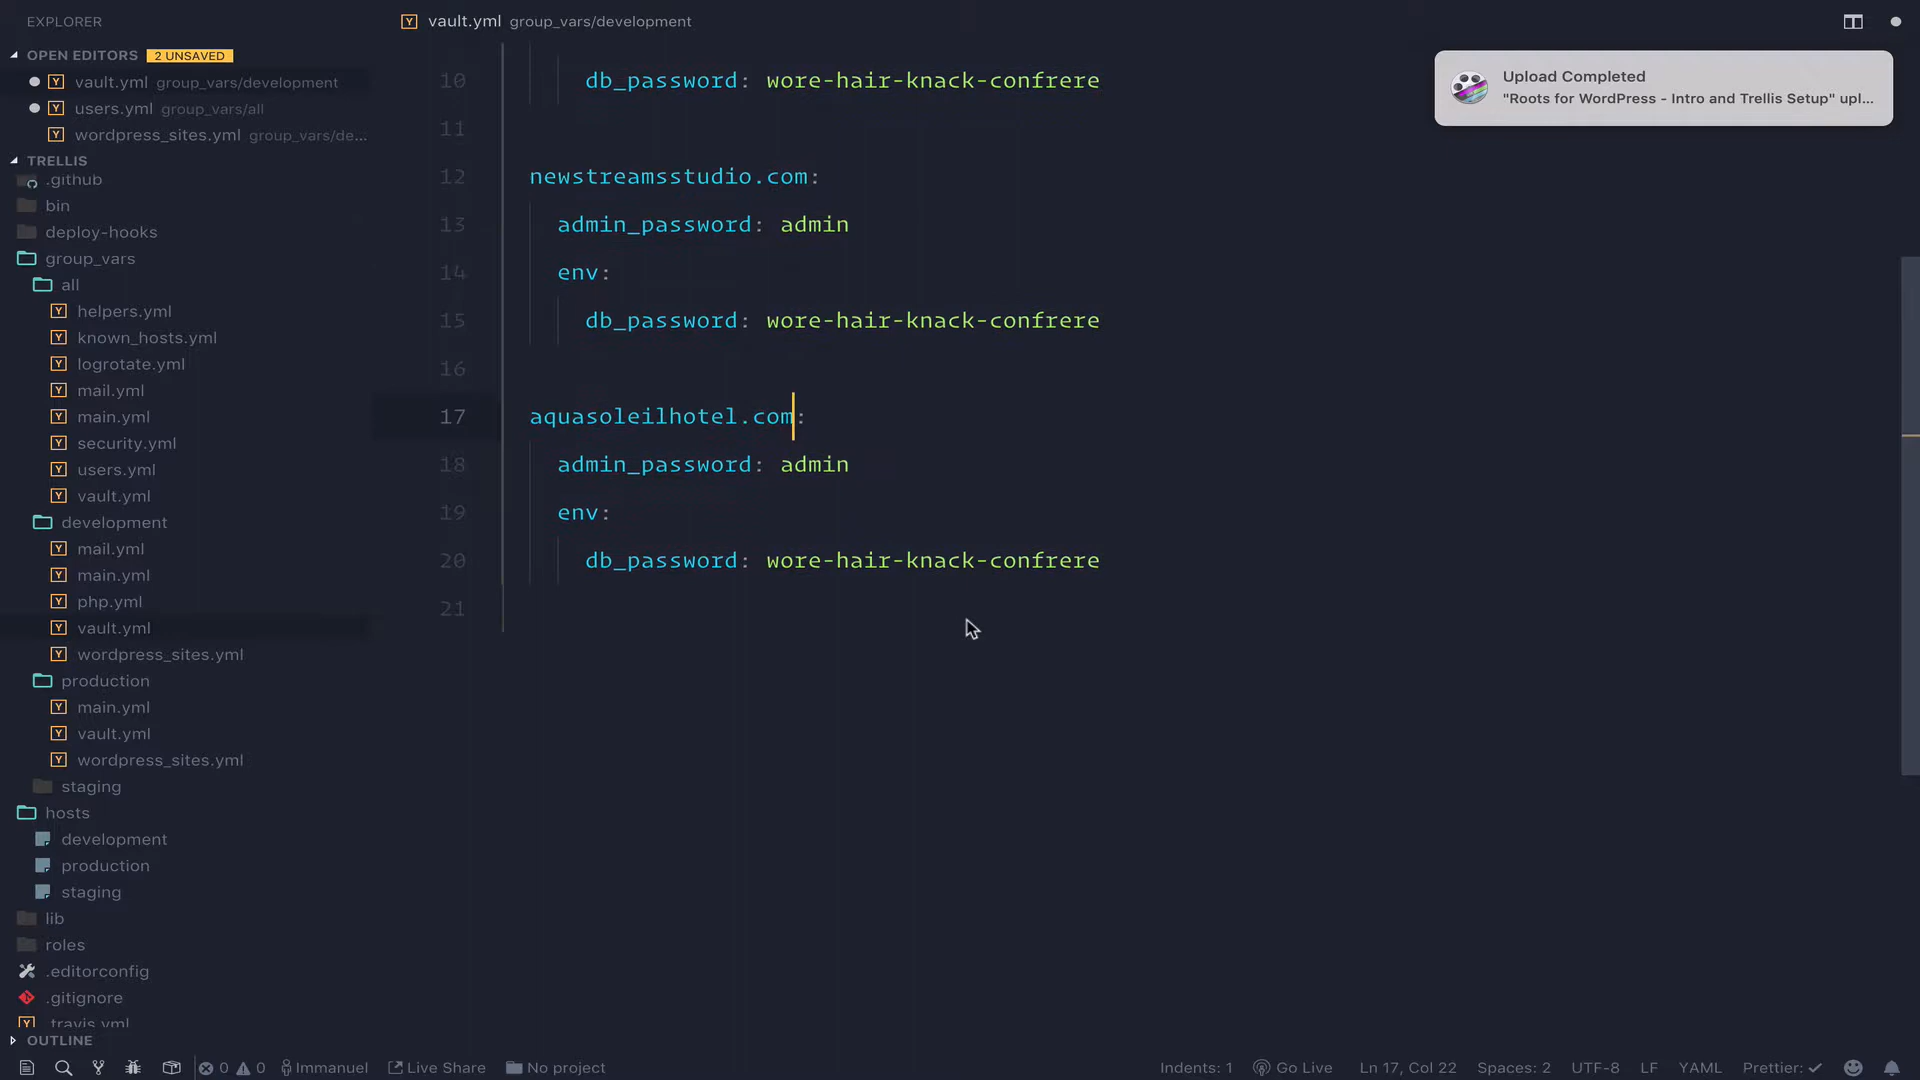 EXPLORER
OPEN EDITORS 2 UNSAVED
vault.yml group_vars/development
users.yml group_vars/all
wordpress_sites.yml group_vars/de...
TRELLIS
.github
bin
deploy-hooks
group_vars
all
helpers.yml
known_hosts.yml
logrotate.yml
mail.yml
main.yml
security.yml
users.yml
vault.yml
development
mail.yml
main.yml
php.yml
vault.yml
wordpress_sites.yml
production
main.yml
vault.yml
wordpress_sites.yml
staging
hosts
development
production
staging
lib
roles
.editorconfig
.gitignore
.travis.yml
OUTLINE
vault.yml group_vars/development
10 db_password: wore-hair-knack-confrere
11
12 newstreamsstudio.com:
13 admin_password: admin
14 env:
15 db_password: wore-hair-knack-confrere
16
17 aquasoleilhotel.com:
18 admin_password: admin
19 env:
20 db_password: wore-hair-knack-confrere
21
Upload Completed
"Roots for WordPress - Intro and Trellis Setup" upl...
0 0 Immanuel Live Share No project Indents: 1 Go Live Ln 17, Col 22 Spaces: 2 UTF-8 LF YAML Prettier: ✓